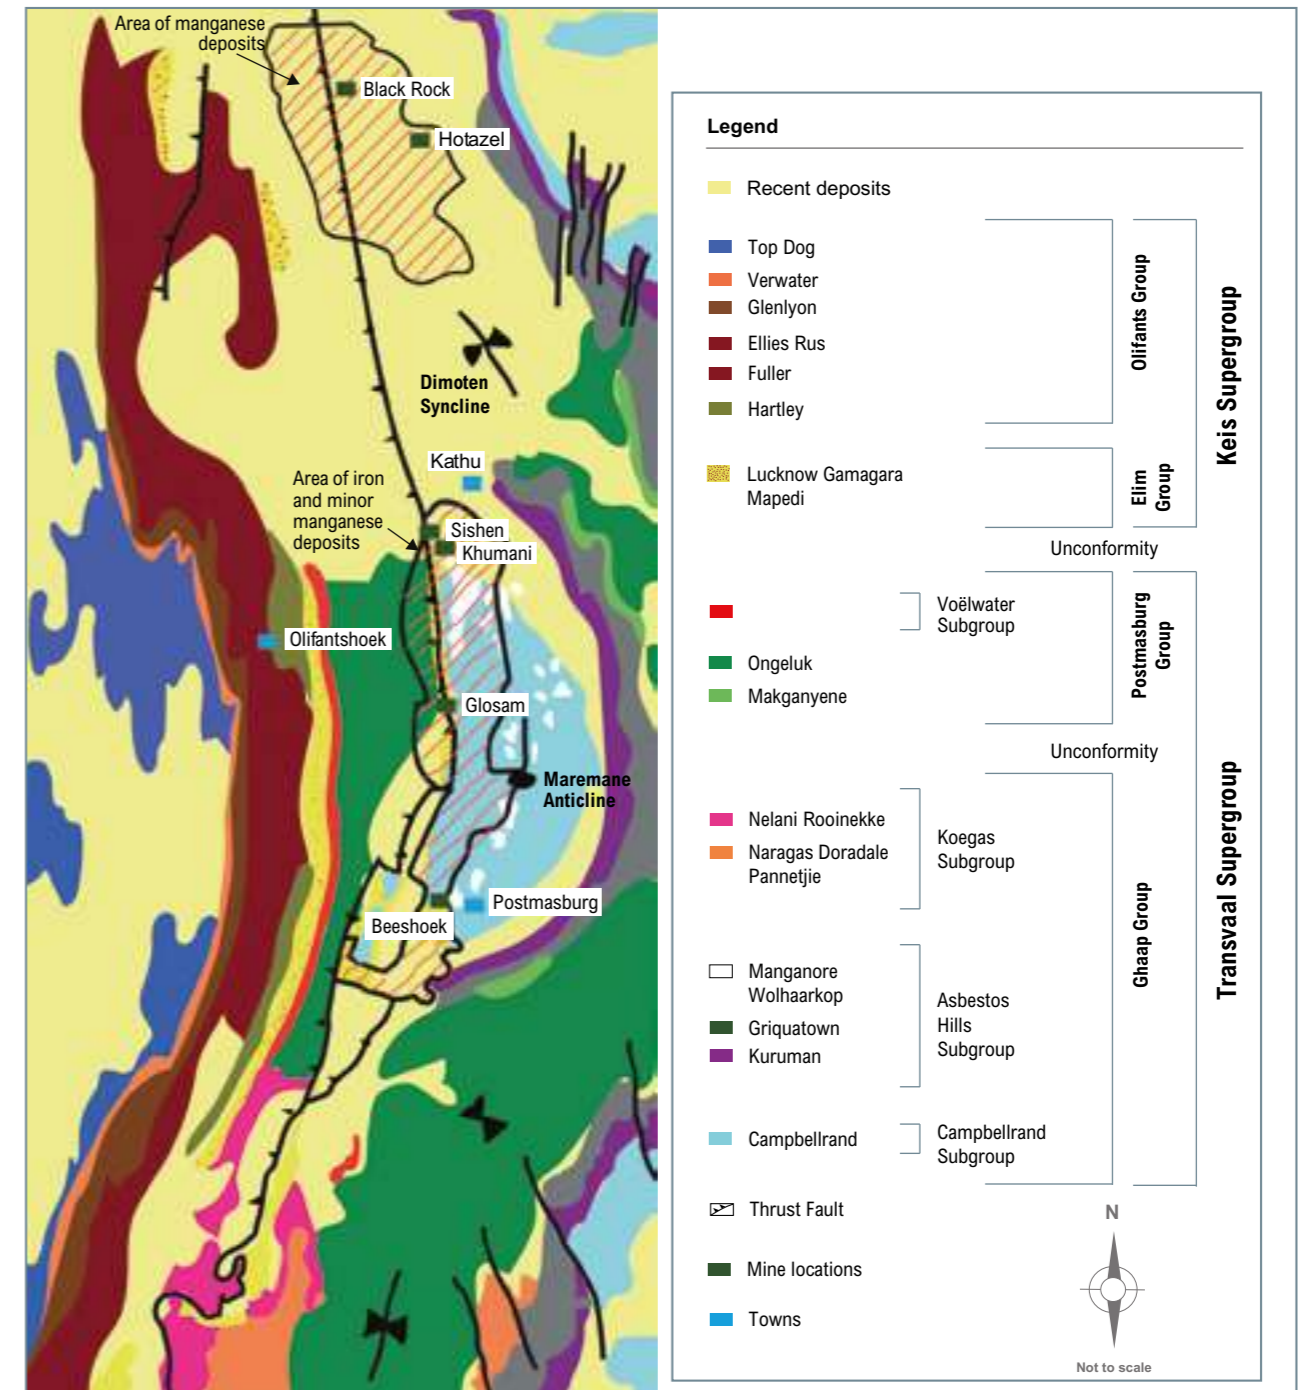 Area of manganese
deposits
Black Rock
Hotazel
Dimoten
Syncline
Kathu
Area of iron
and minor
manganese
deposits
Sishen
Khumani
Olifantshoek
Glosam
Maremane
Anticline
Postmasburg
Beeshoek
Legend
Recent deposits
Top Dog
Verwater
Glenlyon
Ellies Rus
Fuller
Hartley
Olifants Group
Lucknow Gamagara
Mapedi
Elim
Group
Keis Supergroup
Unconformity
Voëlwater
Subgroup
Ongeluk
Makganyene
Postmasburg
Group
Unconformity
Nelani Rooinekke
Naragas Doradale
Pannetjie
Koegas
Subgroup
Manganore
Wolhaarkop
Griquatown
Kuruman
Asbestos
Hills
Subgroup
Campbellrand
Campbellrand
Subgroup
Ghaap Group
Transvaal Supergroup
Thrust Fault
Mine locations
Towns
N
Not to scale